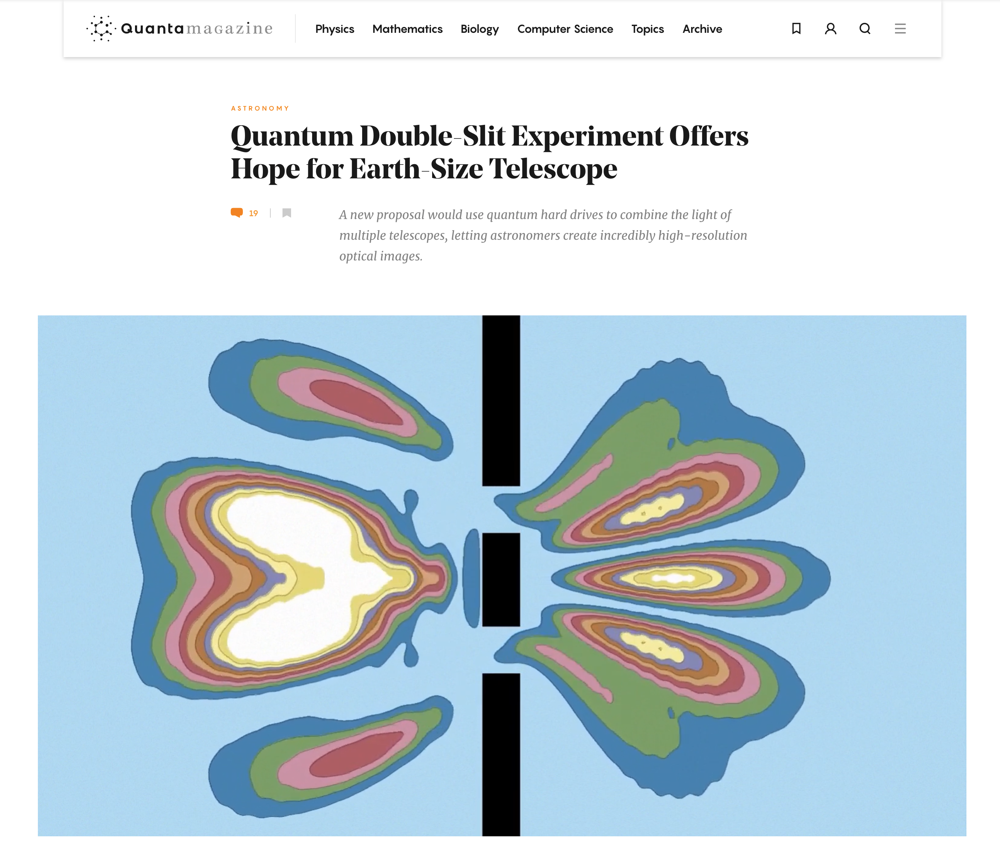 Quantamagazine
Physics Mathematics Biology Computer Science Topics Archive
ASTRONOMY
Quantum Double-Slit Experiment Offers
Hope for Earth-Size Telescope
19
A new proposal would use quantum hard drives to combine the light of
multiple telescopes, letting astronomers create incredibly high-resolution
optical images.